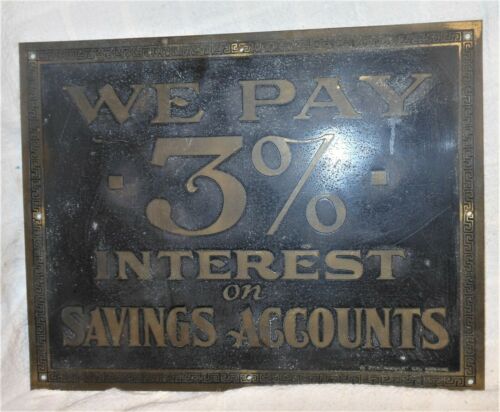 WE PAY
3%
INTEREST
on
SAVINGS ACCOUNTS